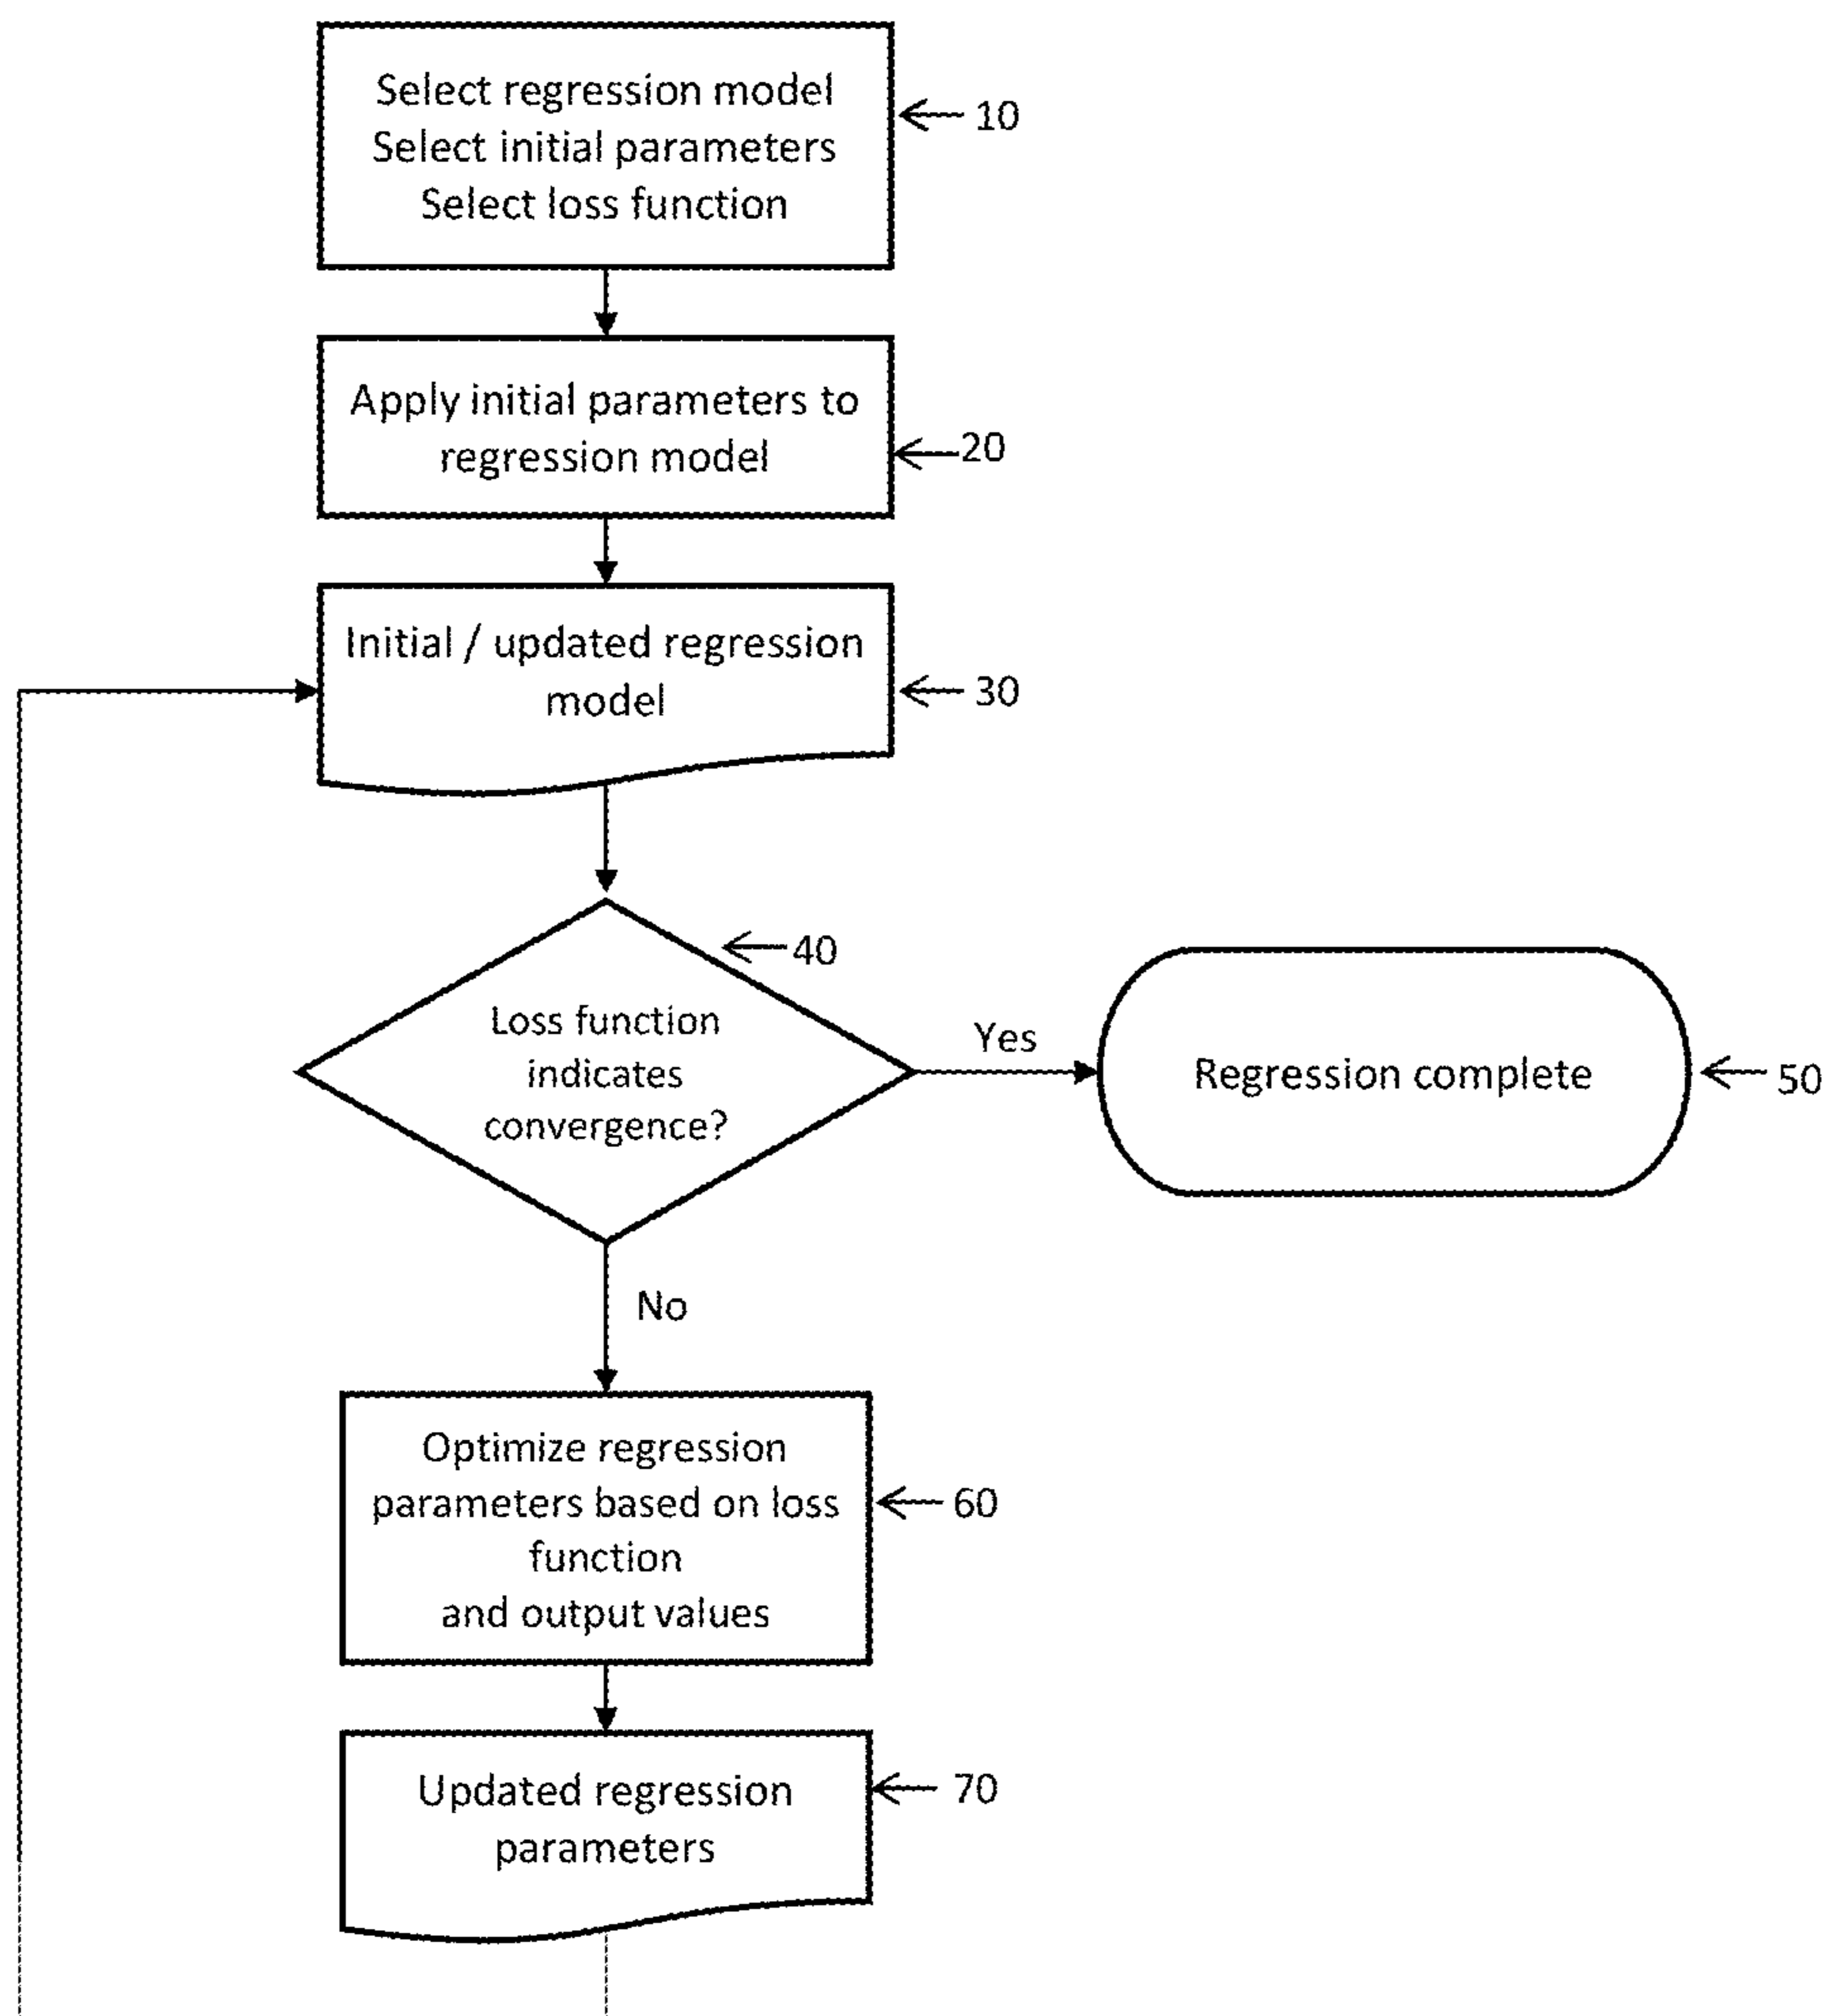 Select regression model
Select initial parameters
Select loss function
10
Apply initial parameters to
regression model
20
Initial / updated regression
model
30
40
Loss function
indicates
convergence?
Yes
Regression complete
50
No
Optimize regression
parameters based on loss
function
and output values
60
Updated regression
parameters
70